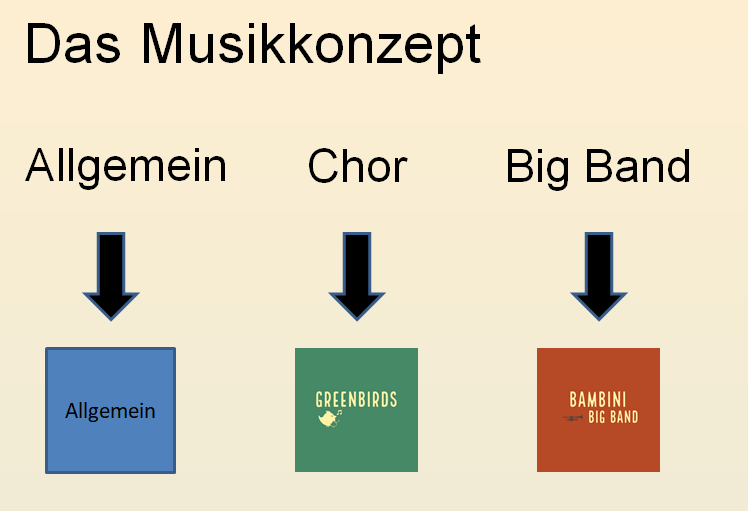 Das Musikkonzept
Allgemein
Chor
Big Band
Allgemein
GREENBIRDS
BAMBINI
BIG BAND